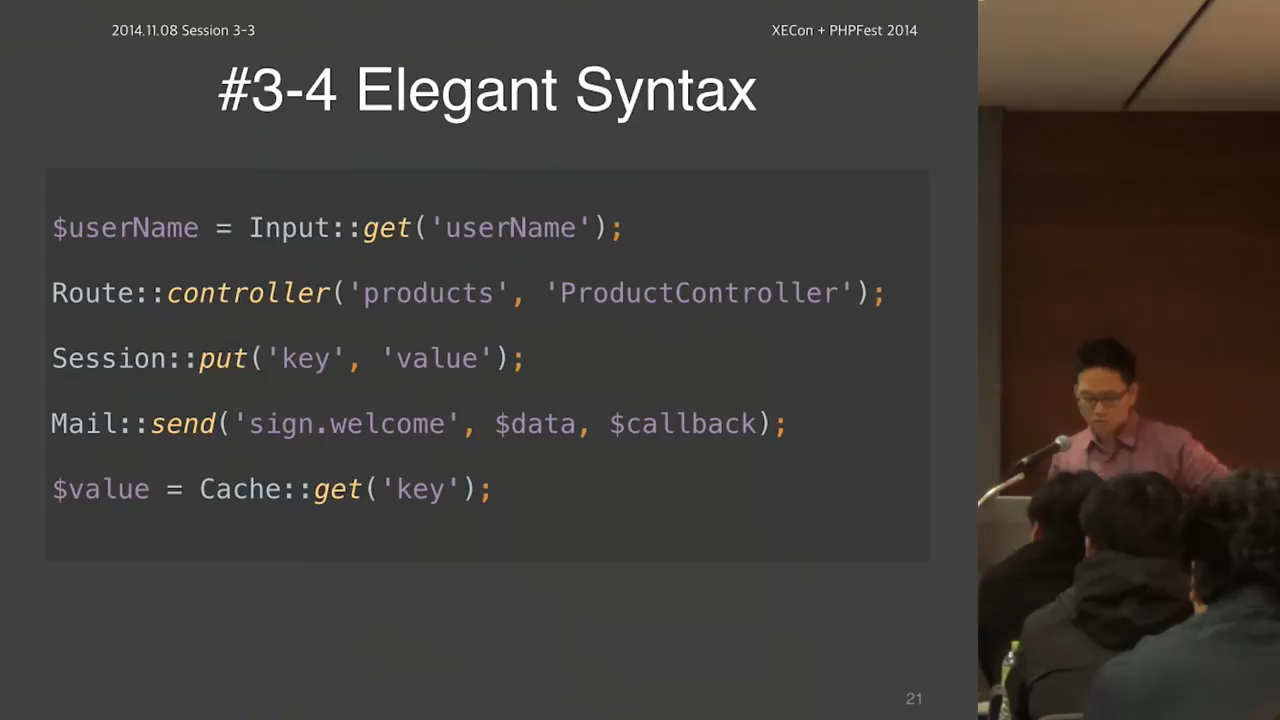 2014.11.08 Session 3-3
XECon + PHPFest 2014
#3-4 Elegant Syntax
$userName = Input::get('userName');
Route::controller('products', 'ProductController');
Session::put('key', 'value');
Mail::send('sign.welcome', $data, $callback);
$value = Cache::get('key');
21